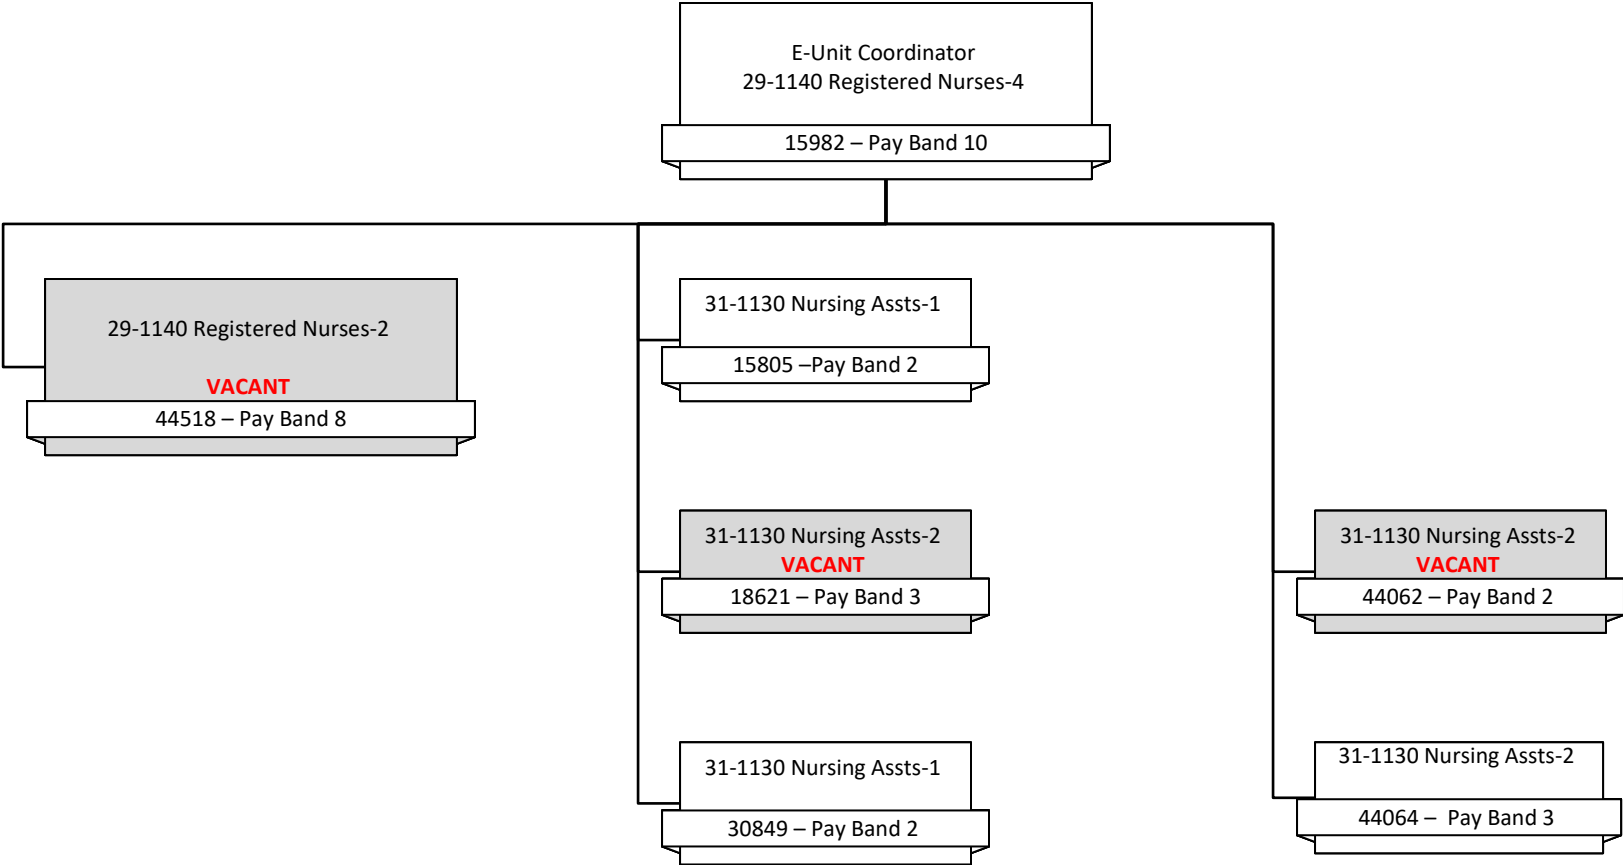 E-Unit Coordinator
29-1140 Registered Nurses-4
15982 – Pay Band 10
29-1140 Registered Nurses-2
VACANT
44518 – Pay Band 8
31-1130 Nursing Assts-1
15805 –Pay Band 2
31-1130 Nursing Assts-2
VACANT
18621 – Pay Band 3
31-1130 Nursing Assts-1
30849 – Pay Band 2
31-1130 Nursing Assts-2
VACANT
44062 – Pay Band 2
31-1130 Nursing Assts-2
44064 –  Pay Band 3